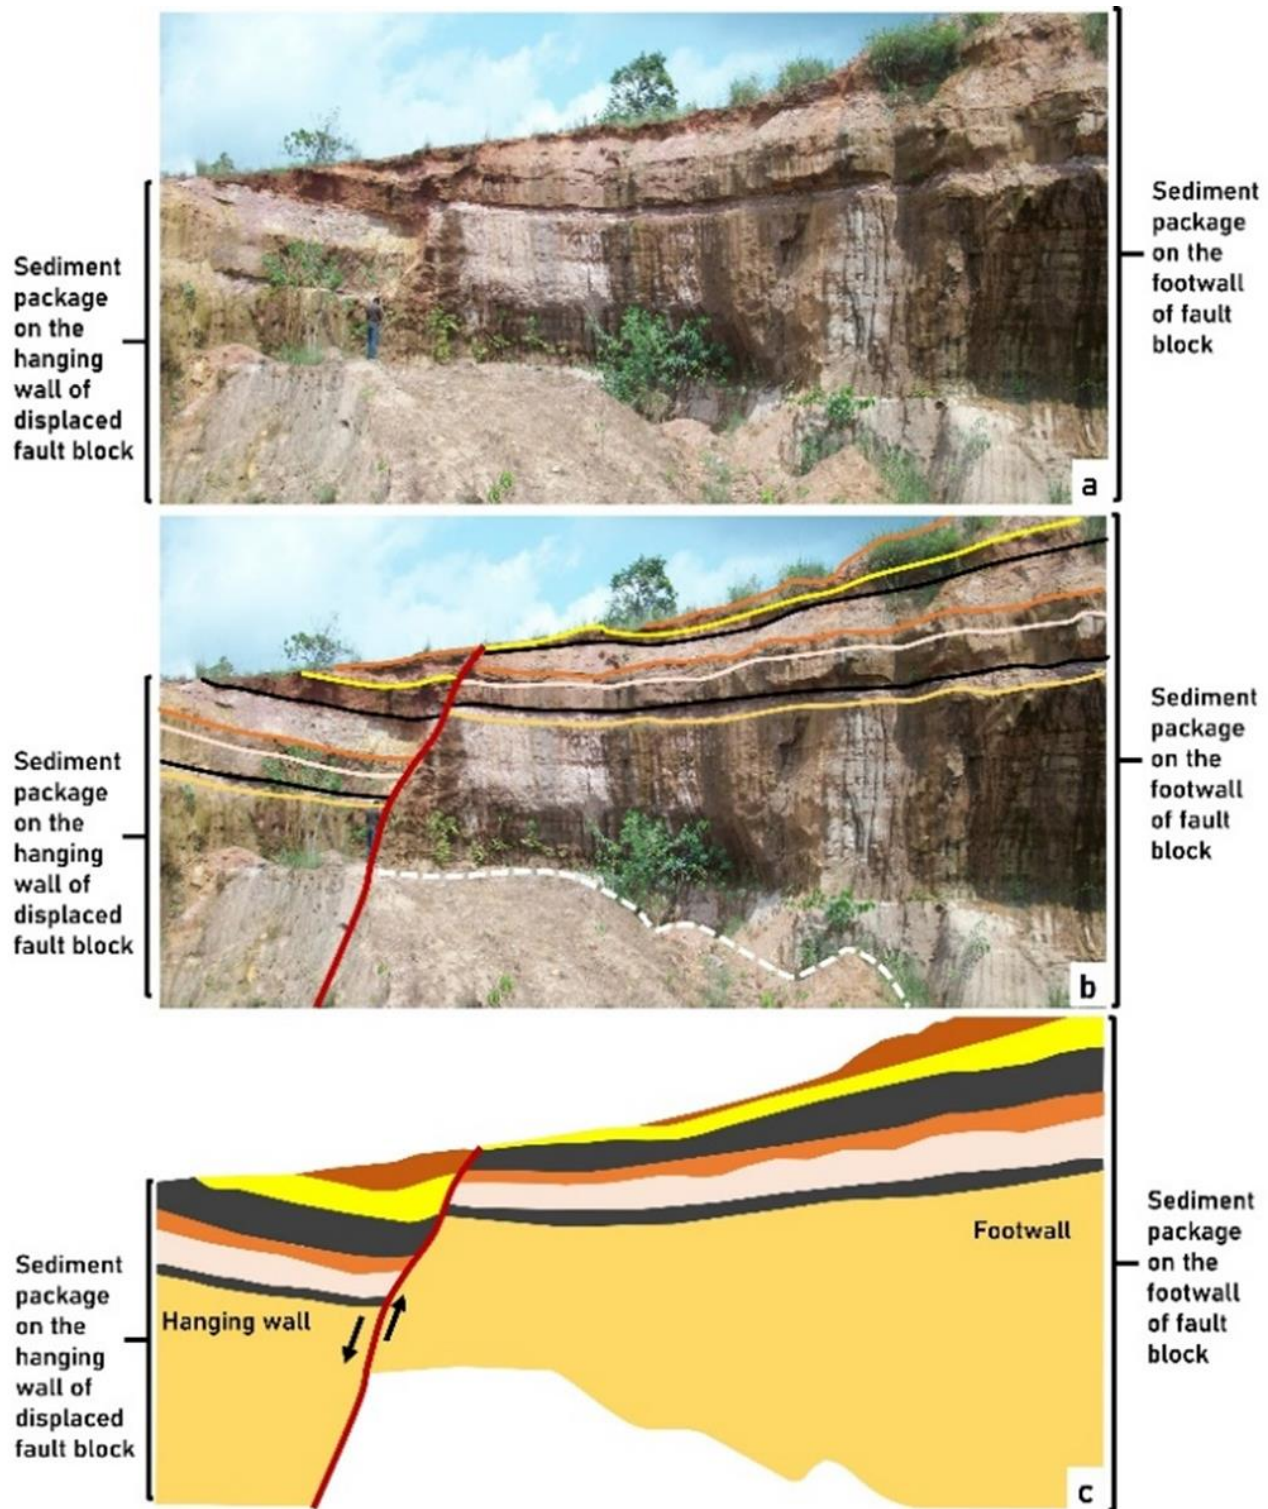 Sediment
package
on the
hanging
wall of
displaced
fault block
Sediment
package
on the
footwall
of fault
block
a
Sediment
package
on the
hanging
wall of
displaced
fault block
Sediment
package
on the
footwall
of fault
block
b
Sediment
package
on the
hanging
wall of
displaced
fault block
Hanging wall
Footwall
Sediment
package
on the
footwall
of fault
block
c